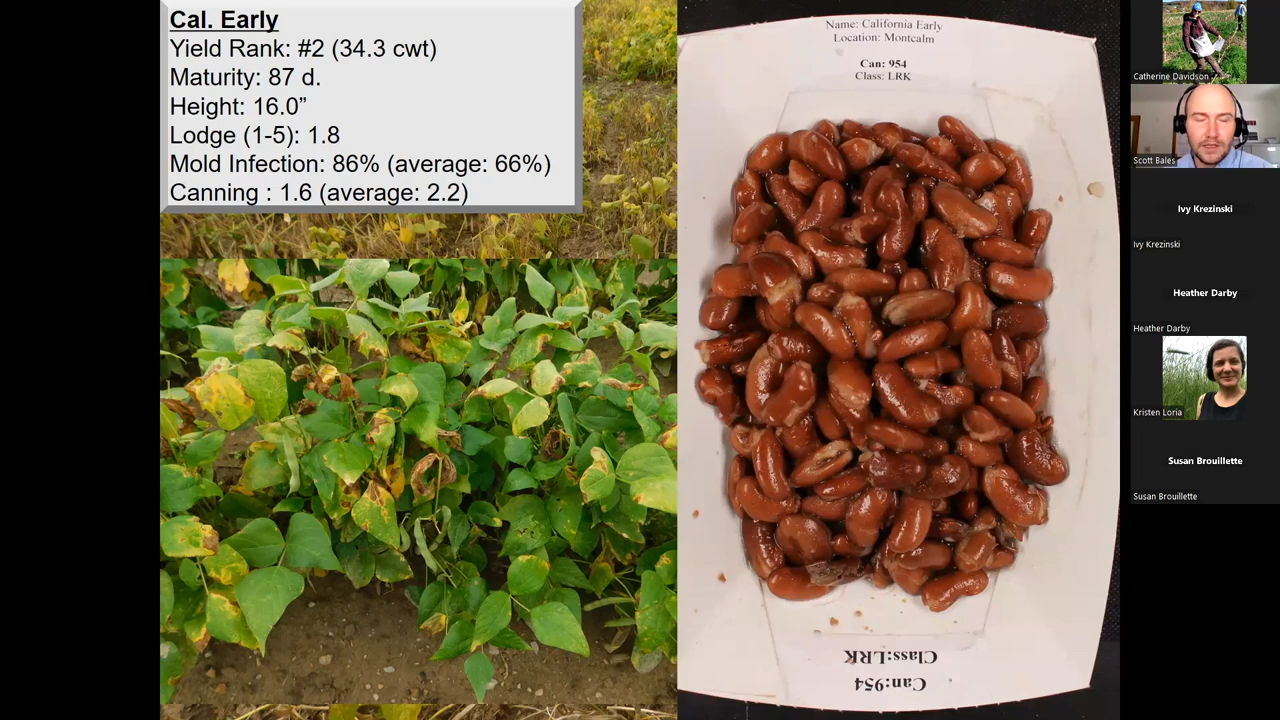 Cal. Early
Yield Rank: #2 (34.3 cwt)
Maturity: 87 d.
Height: 16.0”
Lodge (1-5): 1.8
Mold Infection: 86% (average: 66%)
Canning : 1.6 (average: 2.2)
Name: California Early
Location: Montcalm
Can: 954
Class: LRK
Class:LRK
Can:954
Catherine Davidson
Scott Bales
Ivy Krezinski
Ivy Krezinski
Heather Darby
Heather Darby
Kristen Loria
Susan Brouillette
Susan Brouillette